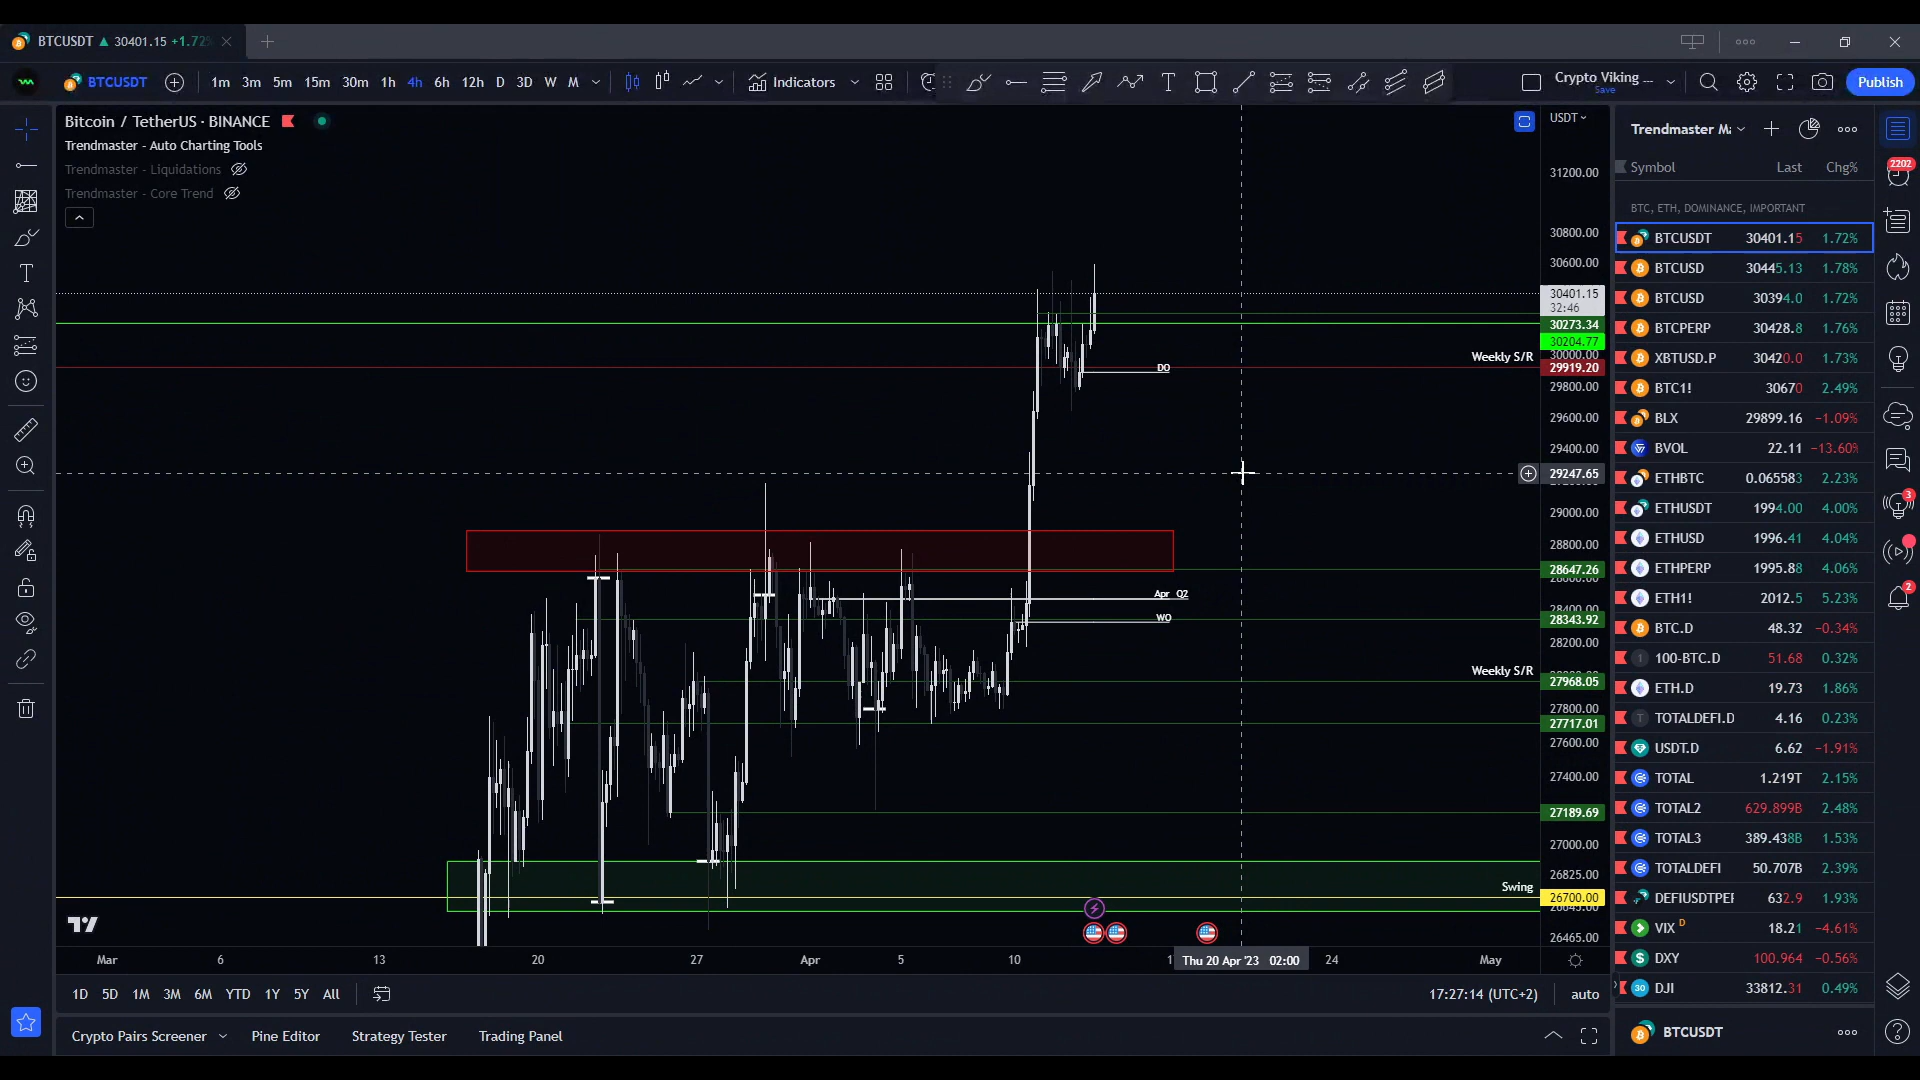 BTCUSDT ▲ 30401.15 +1.72%
BTCUSDT 1m 3m 5m 15m 30m 1h 4h 6h 12h D 3D W M Indicators Crypto Viking ... Save Publish
Bitcoin / TetherUS · BINANCE
Trendmaster - Auto Charting Tools
Trendmaster - Liquidations
Trendmaster - Core Trend
USDT
31200.00
30800.00
30600.00
30401.15
32:46
30273.34
30204.77
30000.00
Weekly S/R
29919.20
DO
29800.00
29600.00
29400.00
29247.65
29000.00
28800.00
28647.26
28600.00
Apr Q2
28400.00
WO
28343.92
28200.00
Weekly S/R
27968.05
27800.00
27717.01
27600.00
27400.00
27189.69
27000.00
26825.00
Swing
26700.00
26465.00
Mar 6 13 20 27 Apr 5 10 Thu 20 Apr '23 02:00 24 May
1D 5D 1M 3M 6M YTD 1Y 5Y All 17:27:14 (UTC+2) auto
Crypto Pairs Screener Pine Editor Strategy Tester Trading Panel
Trendmaster
Symbol Last Chg%
BTC, ETH, DOMINANCE, IMPORTANT
BTCUSDT 30401.15 1.72%
BTCUSD 30445.13 1.78%
BTCUSD 30394.0 1.72%
BTCPERP 30428.8 1.76%
XBTUSD.P 30420.0 1.73%
BTC1! 30670 2.49%
BLX 29899.16 −1.09%
BVOL 22.11 −13.60%
ETHBTC 0.065583 2.23%
ETHUSDT 1994.00 4.00%
ETHUSD 1996.41 4.04%
ETHPERP 1995.88 4.06%
ETH1! 2012.5 5.23%
BTC.D 48.32 −0.34%
100-BTC.D 51.68 0.32%
ETH.D 19.73 1.86%
TOTALDEFI.D 4.16 0.23%
USDT.D 6.62 −1.91%
TOTAL 1.219T 2.15%
TOTAL2 629.899B 2.48%
TOTAL3 389.438B 1.53%
TOTALDEFI 50.707B 2.39%
DEFIUSDTPERP 632.9 1.93%
VIX D 18.21 −4.61%
DXY 100.964 −0.56%
30 DJI 33812.31 0.49%
BTCUSDT
2202
3
2